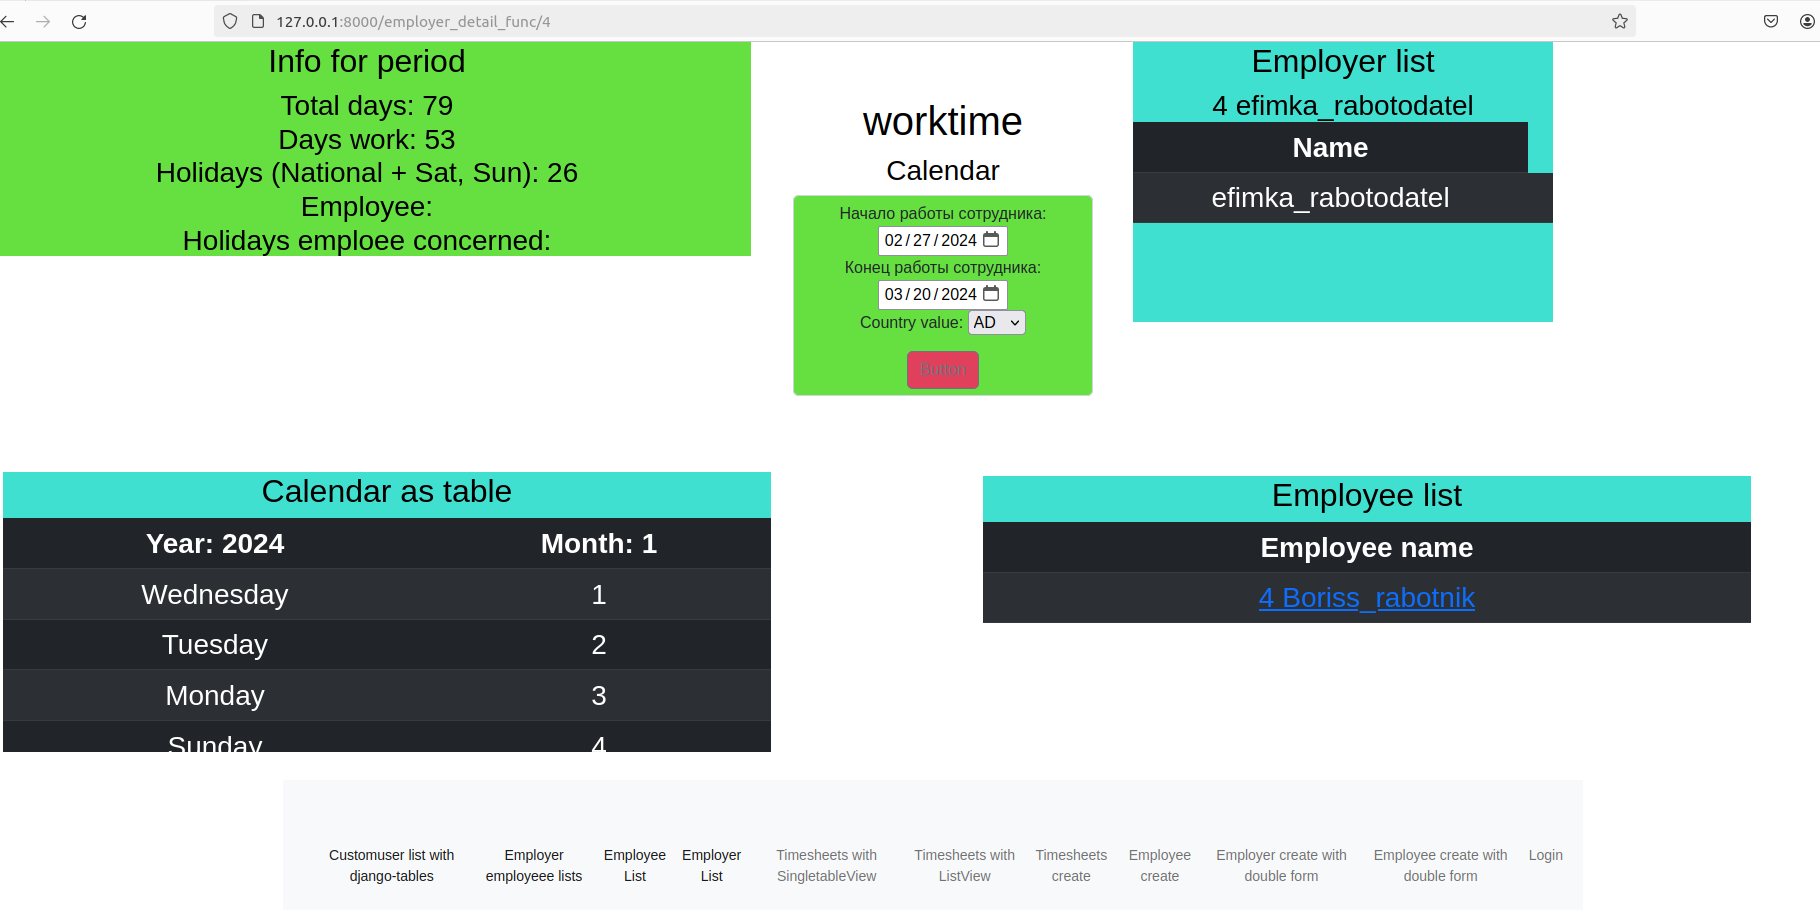 127.0.0.1:8000/employer_detail_func/4
Info for period
Total days: 79
Days work: 53
Holidays (National + Sat, Sun): 26
Employee:
Holidays emploee concerned:
worktime
Calendar
Начало работы сотрудника:
02/27/2024
Конец работы сотрудника:
03/20/2024
Country value: AD
Button
Employer list
4 efimka_rabotodatel
Name
efimka_rabotodatel
Calendar as table
Year: 2024 Month: 1
Wednesday 1
Tuesday 2
Monday 3
Sunday 4
Employee list
Employee name
4 Boriss_rabotnik
Customuser list with
django-tables
Employer
employeee lists
Employee
List
Employer
List
Timesheets with
SingletableView
Timesheets with
ListView
Timesheets
create
Employee
create
Employer create with
double form
Employee create with
double form
Login